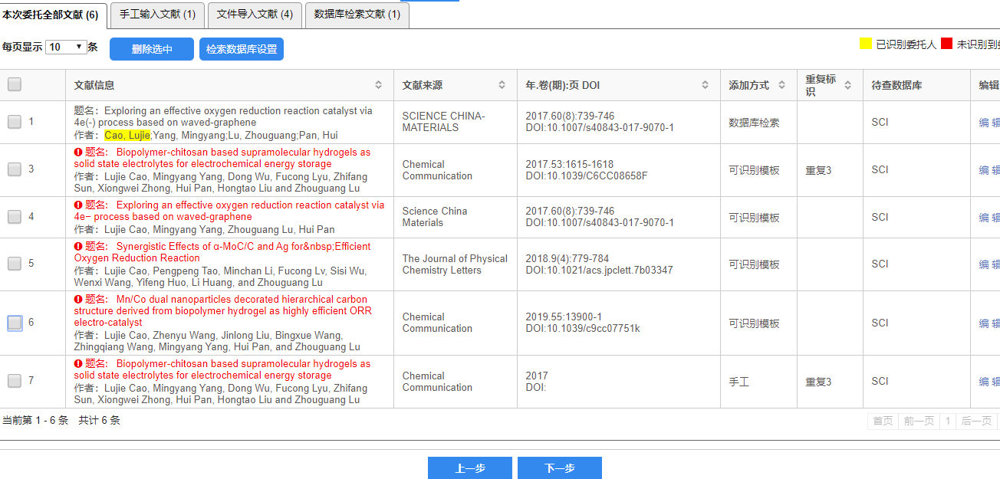 本次委托全部文献 (6)
手工输入文献 (1)
文件导入文献 (4)
数据库检索文献 (1)
每页显示 10 条
删除选中
检索数据库设置
已识别委托人
未识别到
文献信息
文献来源
年.卷(期):页 DOI
添加方式
重复标
识
待查数据库
编辑
1
题名: Exploring an effective oxygen reduction reaction catalyst via
4e(-) process based on waved-graphene
作者: Cao, Lujie;Yang, Mingyang;Lu, Zhouguang;Pan, Hui
SCIENCE CHINA-
MATERIALS
2017.60(8):739-746
DOI:10.1007/s40843-017-9070-1
数据库检索
SCI
编 辑
3
题名: Biopolymer-chitosan based supramolecular hydrogels as
solid state electrolytes for electrochemical energy storage
作者: Lujie Cao, Mingyang Yang, Dong Wu, Fucong Lyu, Zhifang
Sun, Xiongwei Zhong, Hui Pan, Hongtao Liu and Zhouguang Lu
Chemical
Communication
2017.53:1615-1618
DOI:10.1039/C6CC08658F
可识别模板
重复3
SCI
编 辑
4
题名: Exploring an effective oxygen reduction reaction catalyst via
4e− process based on waved-graphene
作者: Lujie Cao, Mingyang Yang, Zhouguang Lu, Hui Pan
Science China
Materials
2017.60(8):739-746
DOI:10.1007/s40843-017-9070-1
可识别模板
SCI
编 辑
5
题名: Synergistic Effects of α-MoC/C and Ag for&nbsp;Efficient
Oxygen Reduction Reaction
作者: Lujie Cao, Pengpeng Tao, Minchan Li, Fucong Lv, Sisi Wu,
Wenxi Wang, Yifeng Huo, Li Huang, and Zhouguang Lu
The Journal of Physical
Chemistry Letters
2018.9(4):779-784
DOI:10.1021/acs.jpclett.7b03347
可识别模板
SCI
编 辑
6
题名: Mn/Co dual nanoparticles decorated hierarchical carbon
structure derived from biopolymer hydrogel as highly efficient ORR
electro-catalyst
作者: Lujie Cao, Zhenyu Wang, Jinlong Liu, Bingxue Wang,
Zhingqiang Wang, Mingyang Yang, Hui Pan, and Zhouguang Lu
Chemical
Communication
2019.55:13900-1
DOI:10.1039/c9cc07751k
可识别模板
SCI
编 辑
7
题名: Biopolymer-chitosan based supramolecular hydrogels as
solid state electrolytes for electrochemical energy storage
作者: Lujie Cao, Mingyang Yang, Dong Wu, Fucong Lyu, Zhifang
Sun, Xiongwei Zhong, Hui Pan, Hongtao Liu and Zhouguang Lu
Chemical
Communication
2017
DOI:
手工
重复3
SCI
编 辑
当前第 1 - 6 条 共计 6 条
首页 前一页 1 后一页
上一步
下一步